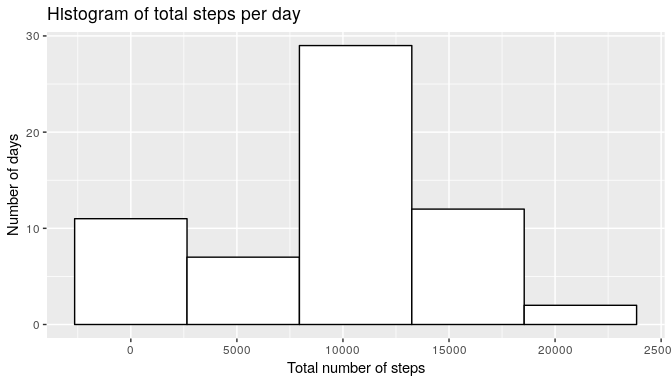 Histogram of total steps per day
30
20
10
0
Number of days
0 5000 10000 15000 20000 2500
Total number of steps